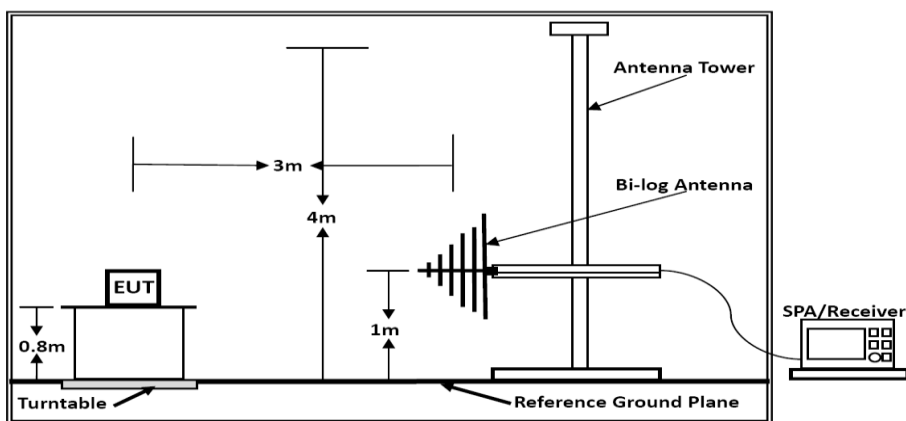 Antenna Tower
3m
Bi-log Antenna
4m
EUT
SPA/Receiver
0.8m
1m
Turntable
Reference Ground Plane